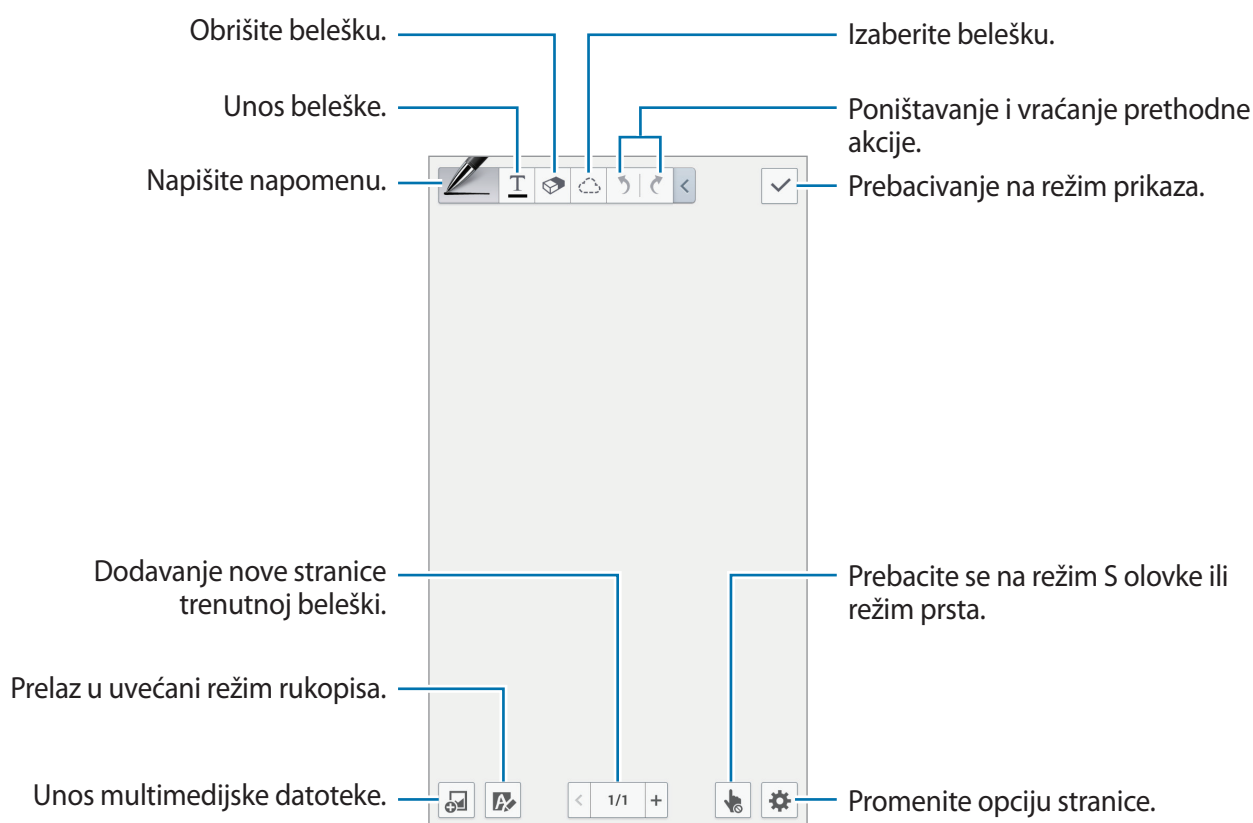 Obrišite belešku.
Izaberite belešku.
Unos beleške.
Poništavanje i vraćanje prethodne
akcije.
Napišite napomenu.
T
Prebacivanje na režim prikaza.
Dodavanje nove stranice
trenutnoj beleški.
Prebacite se na režim S olovke ili
režim prsta.
Prelaz u uvećani režim rukopisa.
Unos multimedijske datoteke.
A
1/1
Promenite opciju stranice.